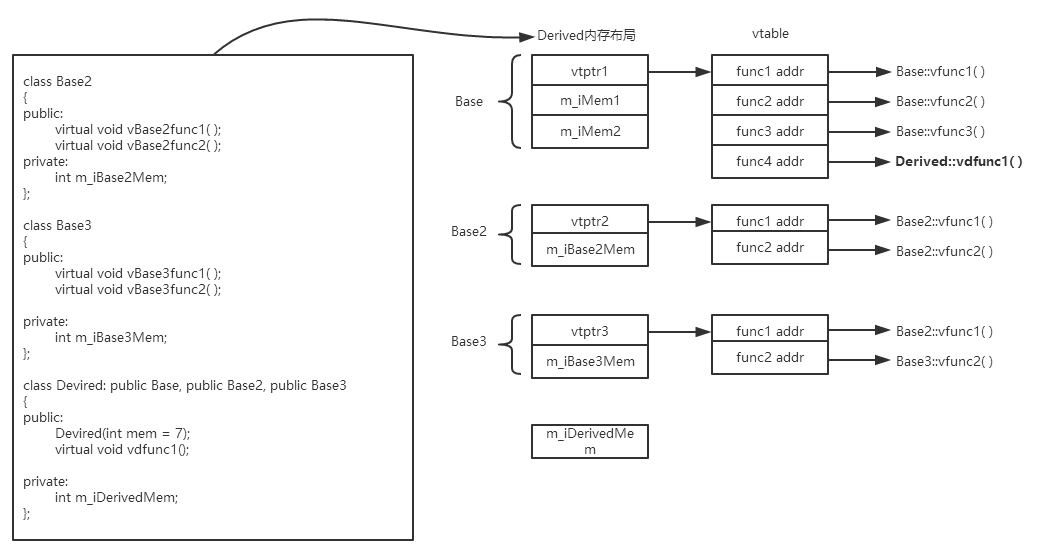 class Base2
{
public:
virtual void vBase2func1( );
virtual void vBase2func2( );
private:
int m_iBase2Mem;
};
class Base3
{
public:
virtual void vBase3func1( );
virtual void vBase3func2( );
private:
int m_iBase3Mem;
};
class Devired: public Base, public Base2, public Base3
{
public:
Devired(int mem = 7);
virtual void vdfunc1();
private:
int m_iDerivedMem;
};
Derived内存布局
vtable
Base
vtptr1
func1 addr
Base::vfunc1( )
m_iMem1
func2 addr
Base::vfunc2( )
m_iMem2
func3 addr
Base::vfunc3( )
func4 addr
Derived::vdfunc1( )
Base2
vtptr2
func1 addr
Base2::vfunc1( )
m_iBase2Mem
func2 addr
Base2::vfunc2( )
Base3
vtptr3
func1 addr
Base2::vfunc1( )
m_iBase3Mem
func2 addr
Base3::vfunc2( )
m_iDerivedMe
m